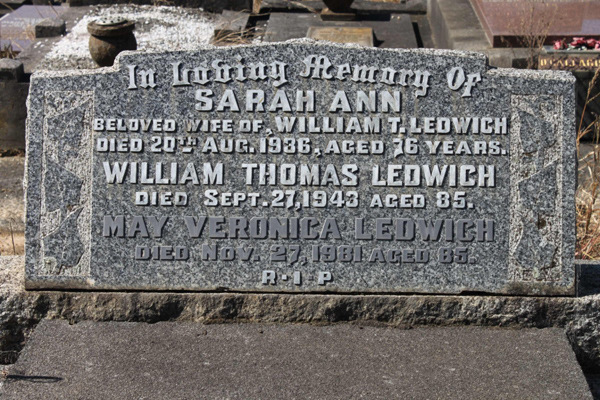 In Loving Memory Of
SARAH ANN
BELOVED WIFE OF, WILLIAM T. LEDWICH
DIED 20TH AUG. 1936, AGED 76 YEARS.
WILLIAM THOMAS LEDWICH
DIED SEPT. 27, 1943 AGED 85.
MAY VERONICA LEDWICH
DIED NOV. 27, 1981 AGED 85.
R·I·P